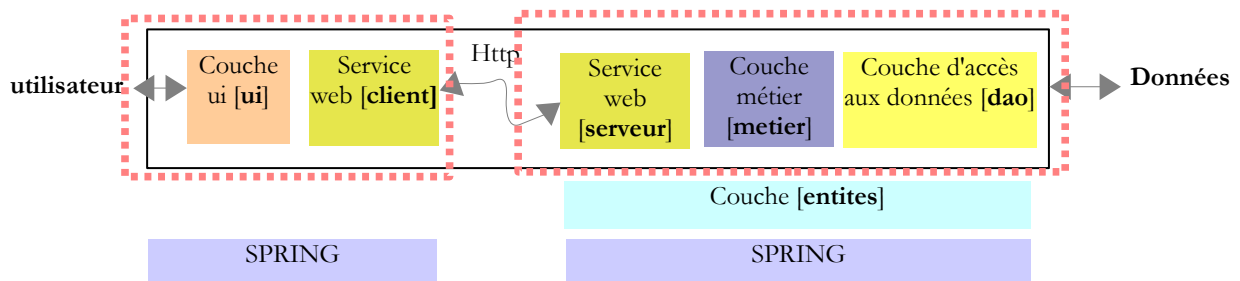 utilisateur
Couche
ui [ui]
Service
web [client]
Http
Service
web
[serveur]
Couche
métier
[metier]
Couche d'accès
aux données [dao]
Données
Couche [entites]
SPRING
SPRING